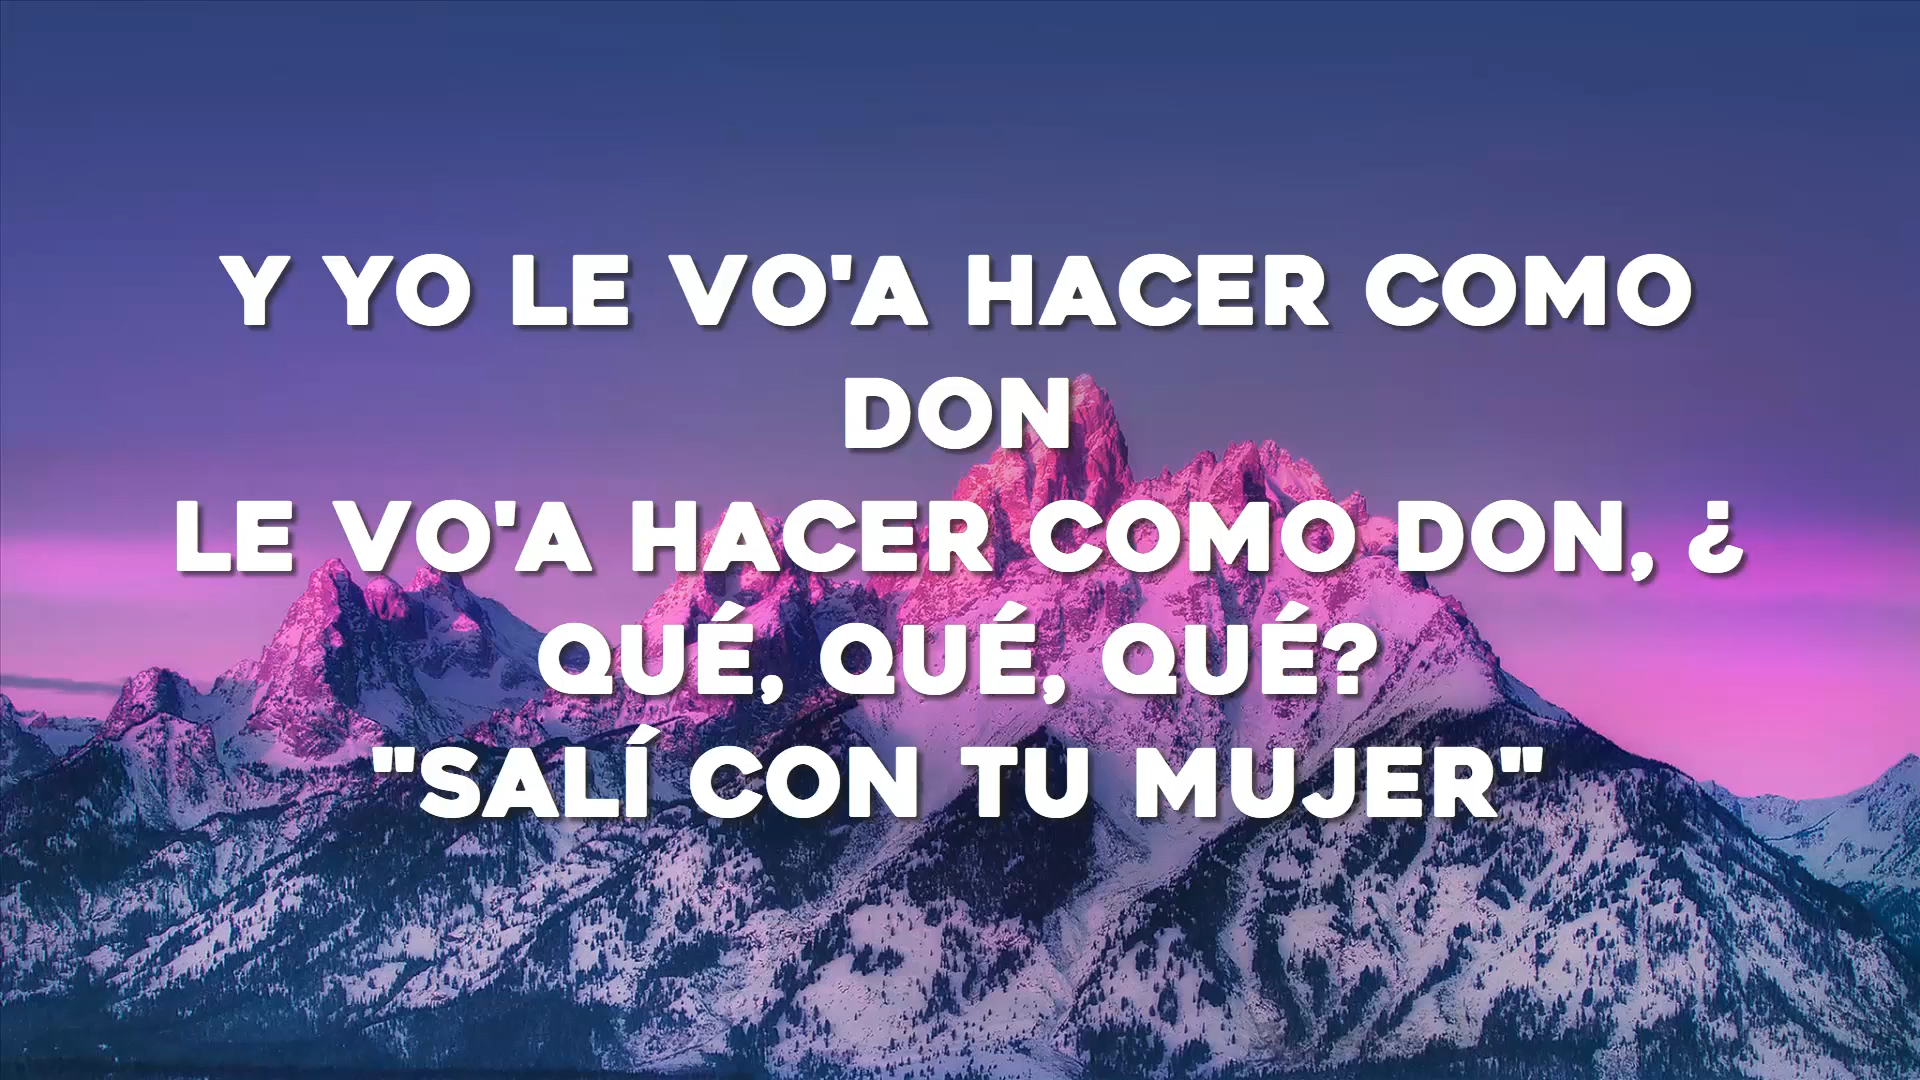 Y YO LE VO'A HACER COMO
DON
LE VO'A HACER COMO DON, ¿
QUÉ, QUÉ, QUÉ?
"SALÍ CON TU MUJER"